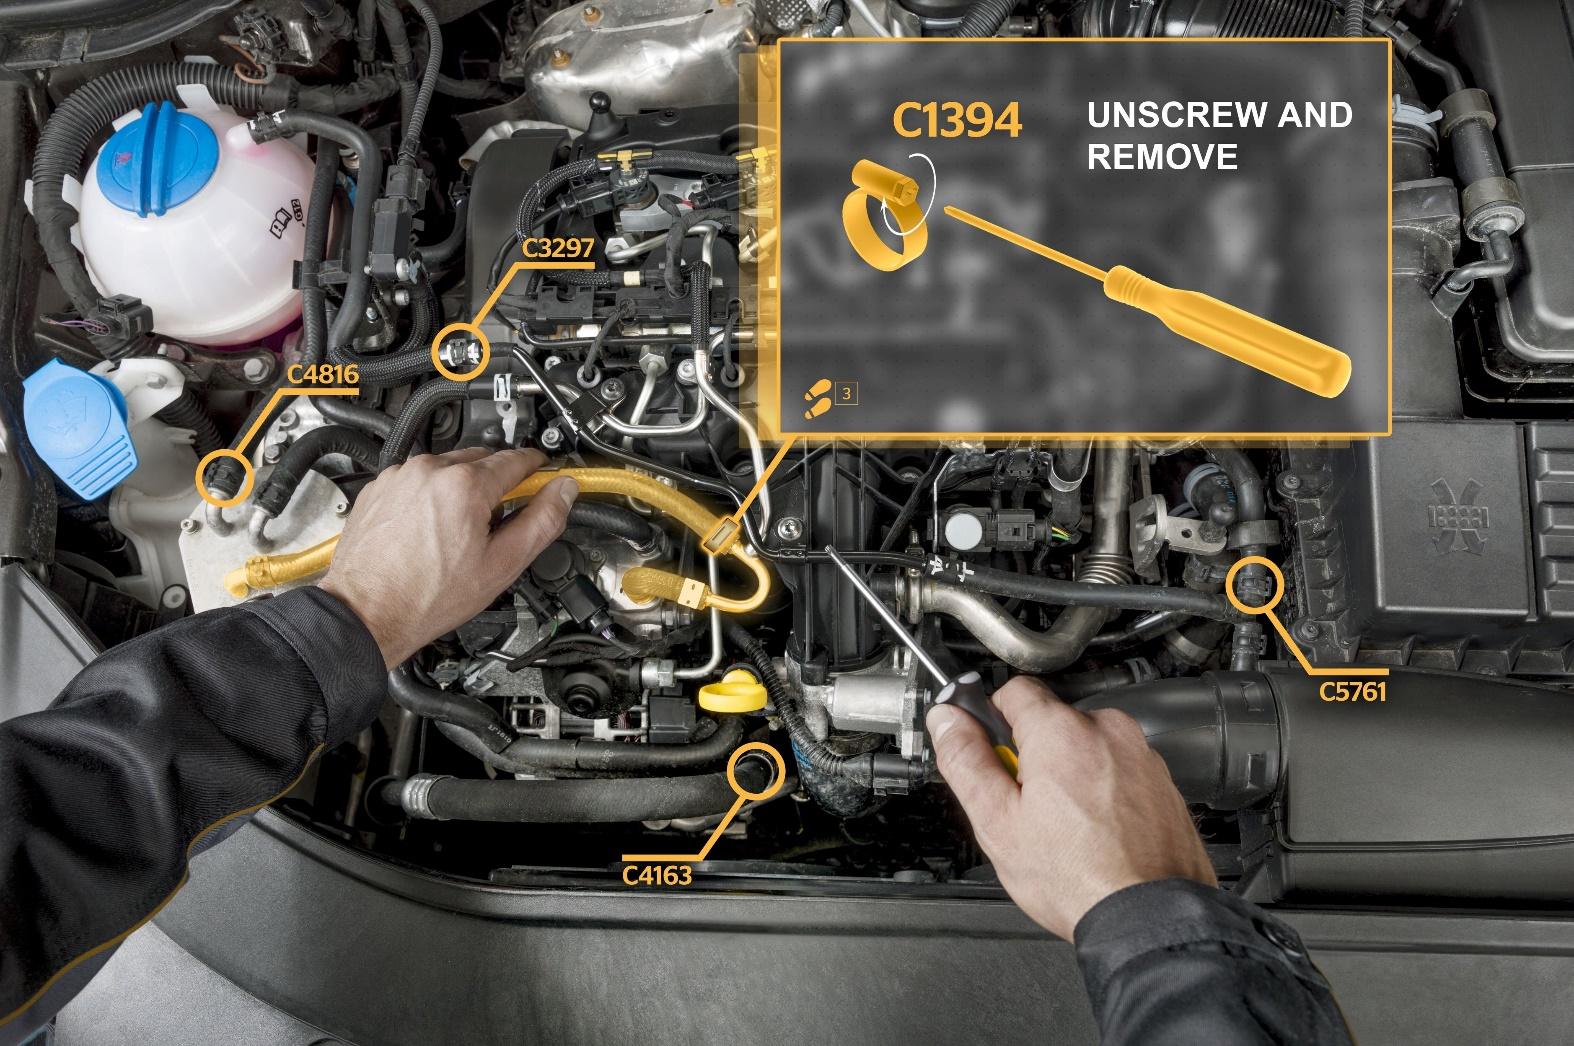 C1394
UNSCREW AND
REMOVE
3
C3297
C4816
C5761
C4163